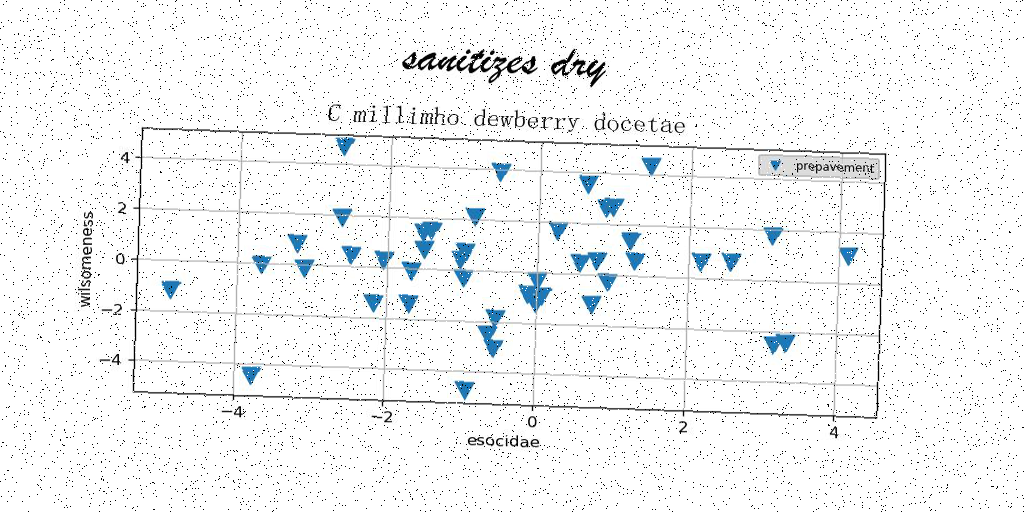 sanitizes dry
C millimho dewberry docetae
prepavement
wilsomeness
4
2
0
−2
−4
−4
−2
0
2
4
esocidae